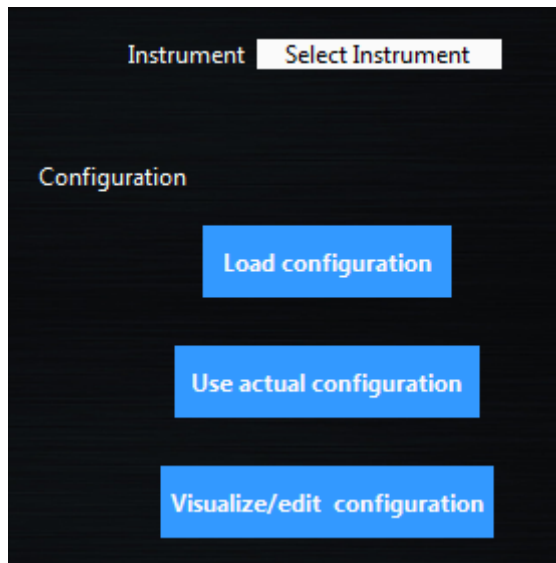 Instrument Select Instrument
Configuration
Load configuration
Use actual configuration
Visualize/edit  configuration